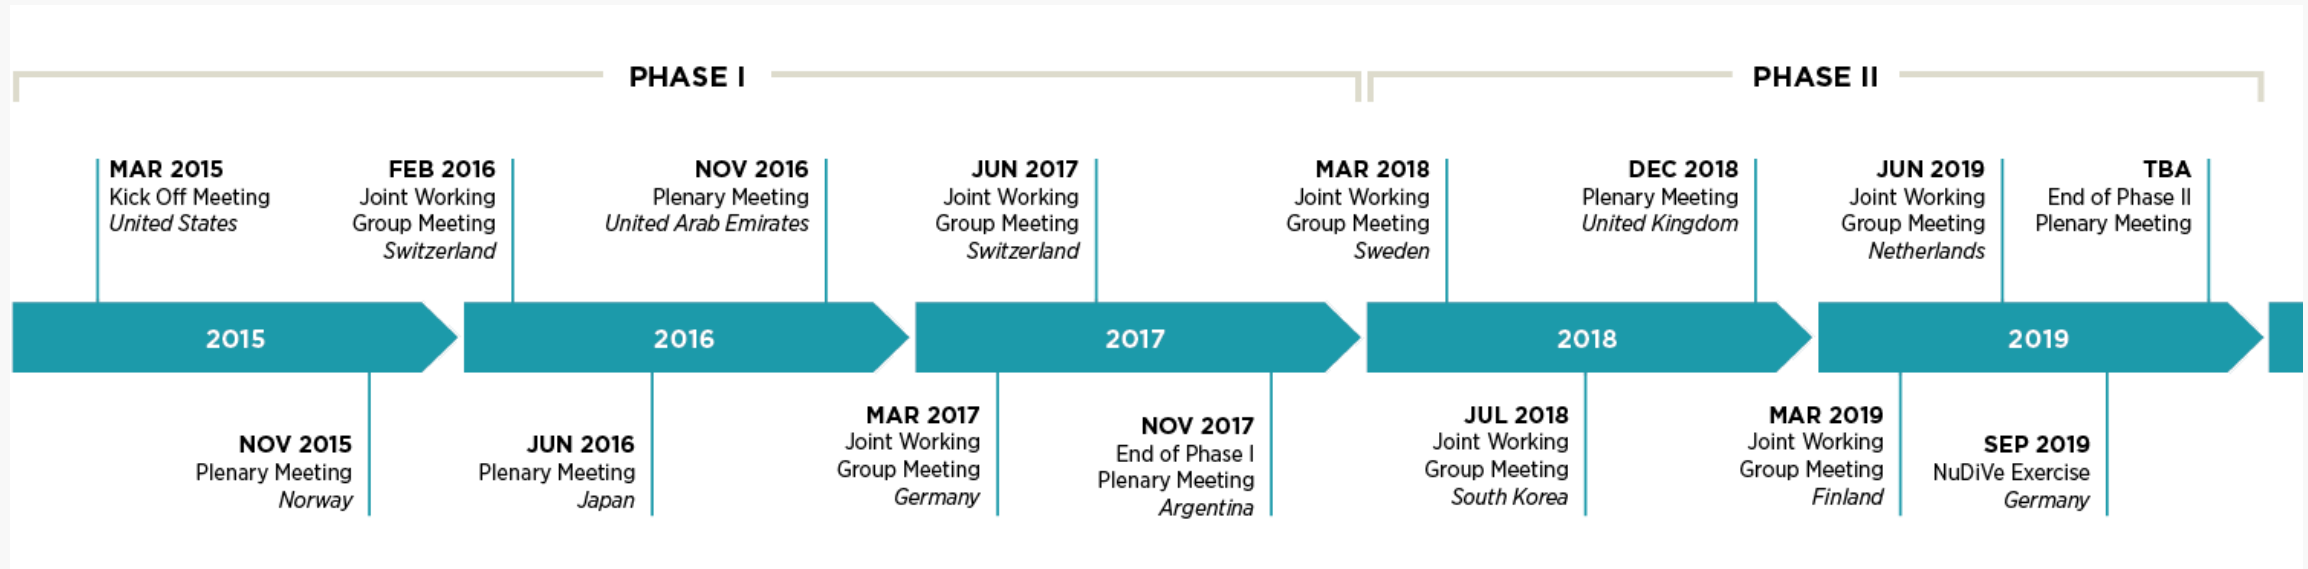 PHASE I
PHASE II
MAR 2015
Kick Off Meeting
United States
FEB 2016
Joint Working
Group Meeting
Switzerland
NOV 2016
Plenary Meeting
United Arab Emirates
JUN 2017
Joint Working
Group Meeting
Switzerland
MAR 2018
Joint Working
Group Meeting
Sweden
DEC 2018
Plenary Meeting
United Kingdom
JUN 2019
Joint Working
Group Meeting
Netherlands
TBA
End of Phase II
Plenary Meeting
2015
2016
2017
2018
2019
NOV 2015
Plenary Meeting
Norway
JUN 2016
Plenary Meeting
Japan
MAR 2017
Joint Working
Group Meeting
Germany
NOV 2017
End of Phase I
Plenary Meeting
Argentina
JUL 2018
Joint Working
Group Meeting
South Korea
MAR 2019
Joint Working
Group Meeting
Finland
SEP 2019
NuDiVe Exercise
Germany